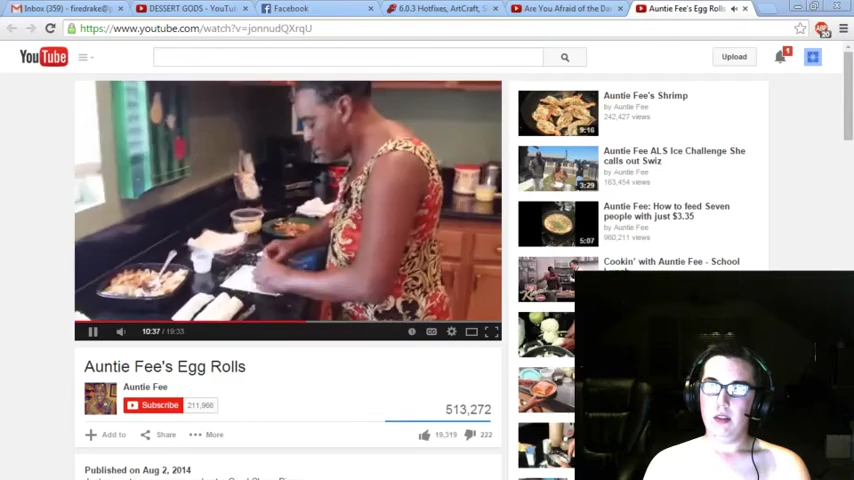 Inbox (359) - firedrake@g
DESSERT GODS - YouTu
Facebook
6.0.3 Hotfixes, ArtCraft, S
Are You Afraid of the Dar
Auntie Fee's Egg Rolls
https://www.youtube.com/watch?v=jonnudQXrqU
20
YouTube
Upload
1
Auntie Fee's Shrimp
by Auntie Fee
242,427 views
9:16
Auntie Fee ALS Ice Challenge She
calls out Swiz
by Auntie Fee
163,454 views
3:29
Auntie Fee: How to feed Seven
people with just $3.35
by Auntie Fee
960,211 views
5:07
Cookin' with Auntie Fee - School
10:37 / 19:33
Auntie Fee's Egg Rolls
Auntie Fee
Subscribe 211,966
513,272
Add to Share More 19,319 222
Published on Aug 2, 2014